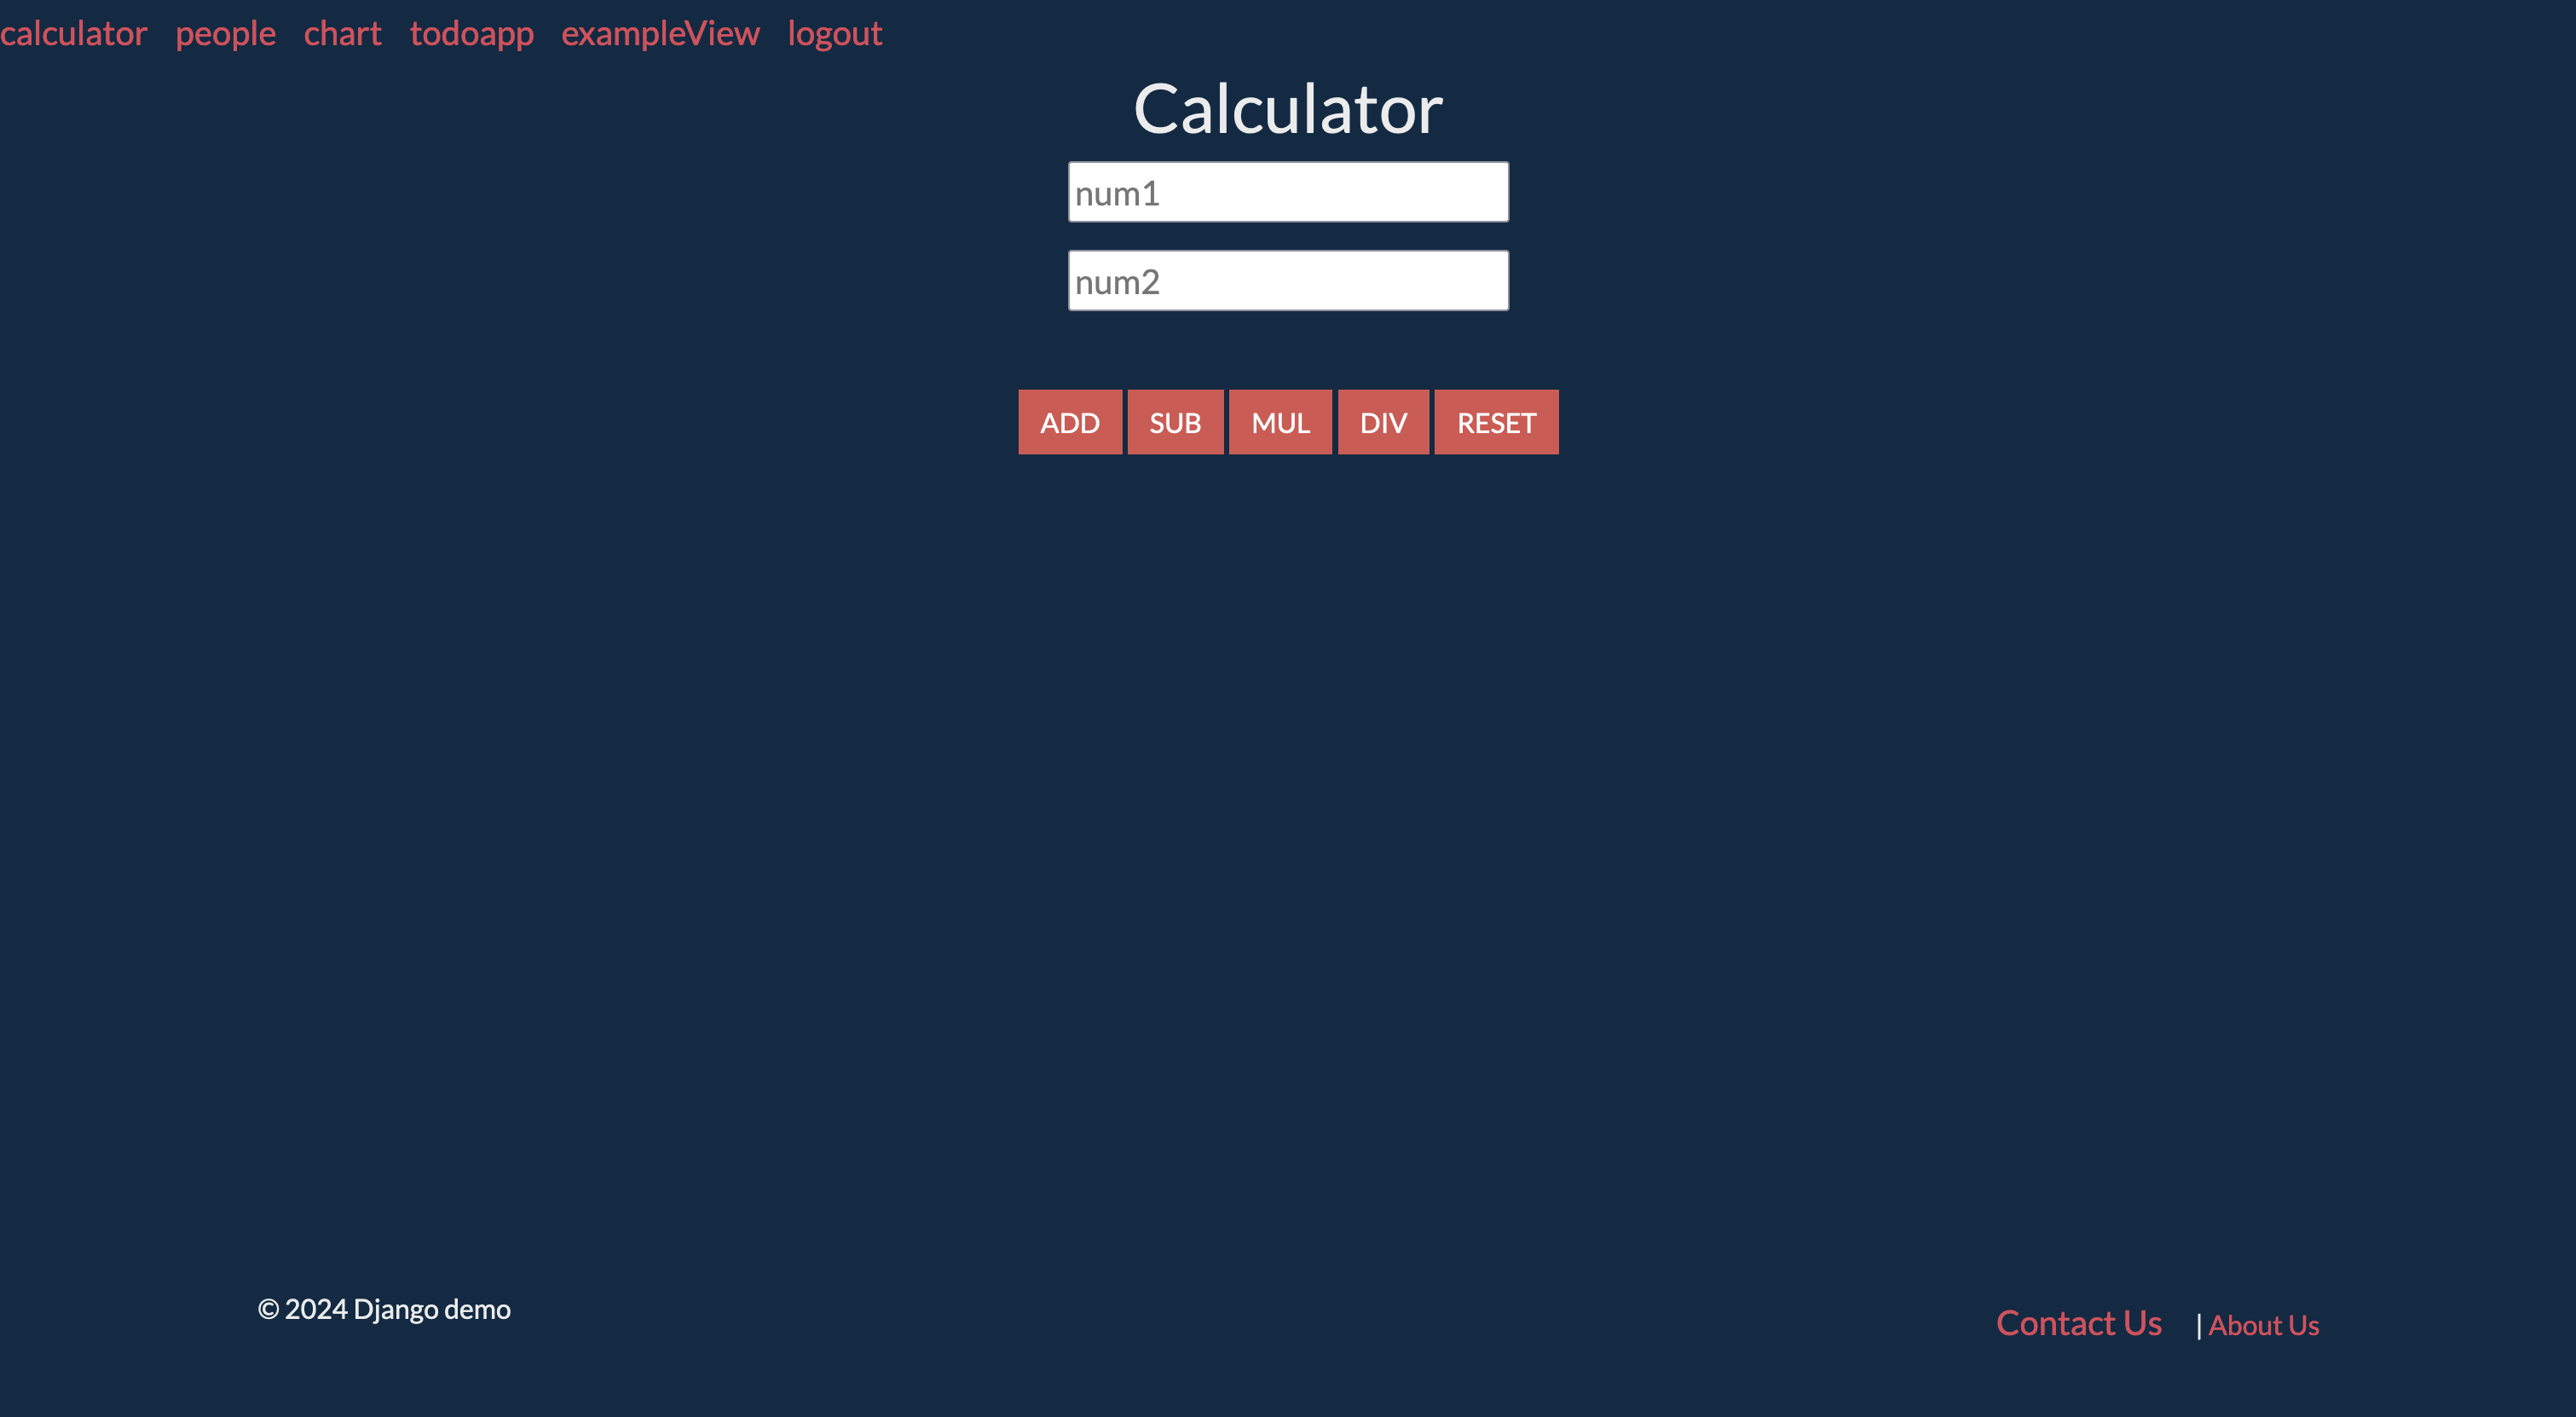 calculator people chart todoapp exampleView logout
Calculator
num1
num2
ADD SUB MUL DIV RESET
© 2024 Django demo
Contact Us | About Us